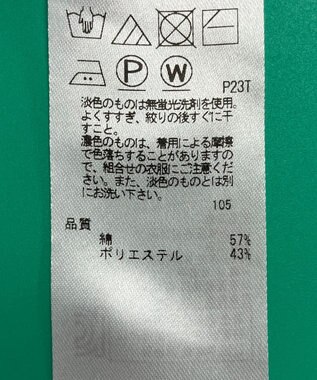 P W
P23T
淡色のものは無蛍光洗剤を使用。
よくすすぎ、絞りの後すぐに干
すこと。
濃色のものは、着用による摩擦
で色落ちすることがありますの
で、組合せの衣服にご注意くだ
さい。また、淡色のものとは別
にお洗い下さい。
105
品質
綿 57%
ポリエステル 43%